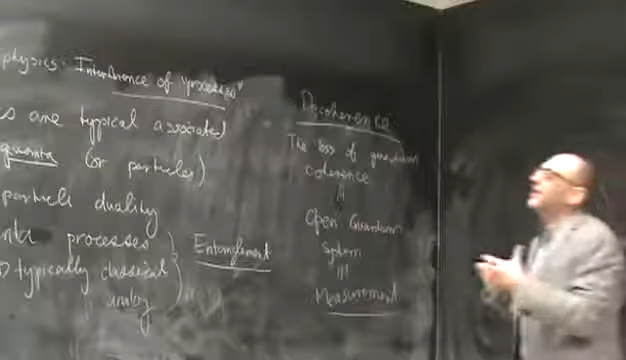 physics: Interference of "processes"
es are typical associated
quanta (or particles)
particle duality
processes)
typically classical)
analog
Entanglement
Decoherence
The loss of quantum
coherence
Open Quantum
System
Measurement